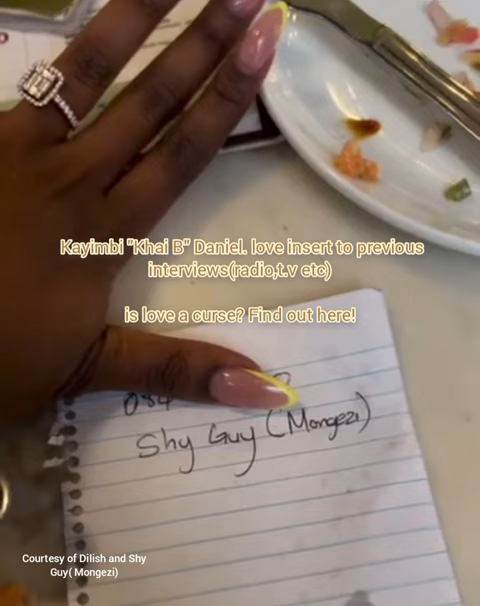 Kayimbi "Khai B" Daniel. love insert to previous
interviews(radio,t.v etc)
is love a curse? Find out here!
Shy Guy (Mongezi)
Courtesy of Dilish and Shy
Guy( Mongezi)